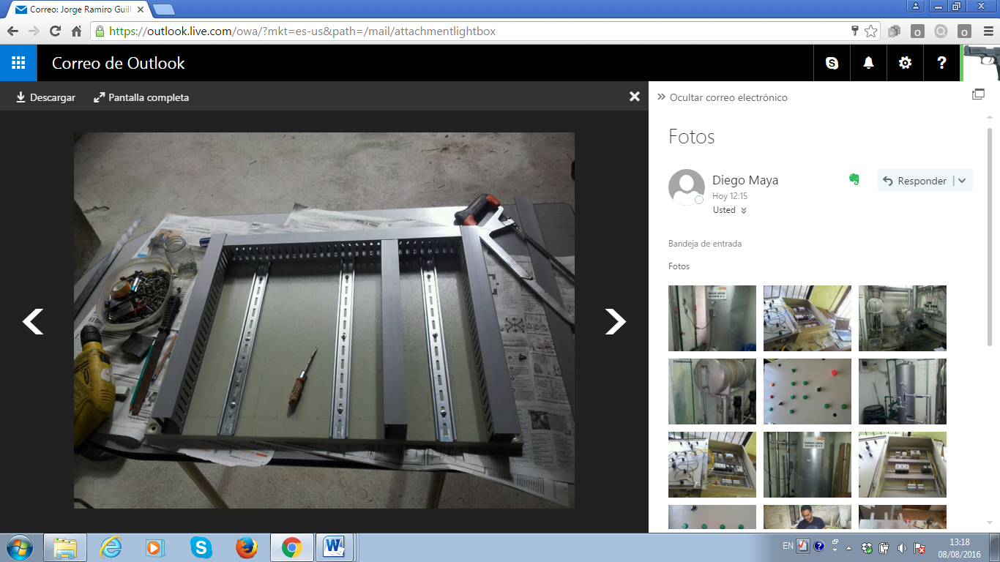 Correo: Jorge Ramiro Guill
https://outlook.live.com/owa/?mkt=es-us&path=/mail/attachmentlightbox
Correo de Outlook
Descargar
Pantalla completa
Ocultar correo electrónico
Fotos
Diego Maya
Hoy 12:15
Usted
Responder
Bandeja de entrada
Fotos
EN
13:18
08/08/2016